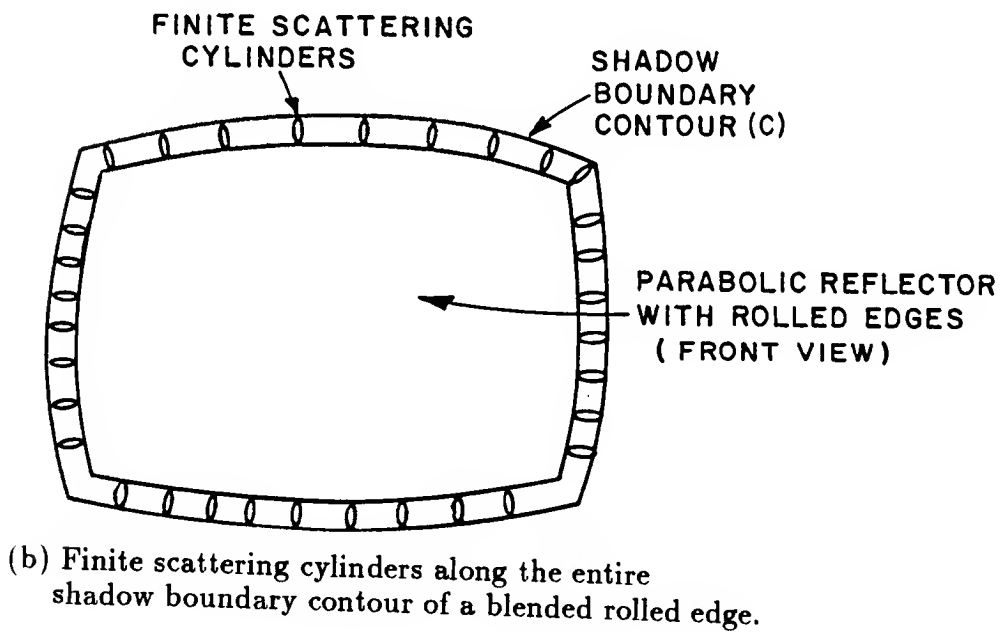 FINITE SCATTERING
CYLINDERS
SHADOW
BOUNDARY
CONTOUR (C)
PARABOLIC REFLECTOR
WITH ROLLED EDGES
( FRONT VIEW )
(b) Finite scattering cylinders along the entire
shadow boundary contour of a blended rolled edge.